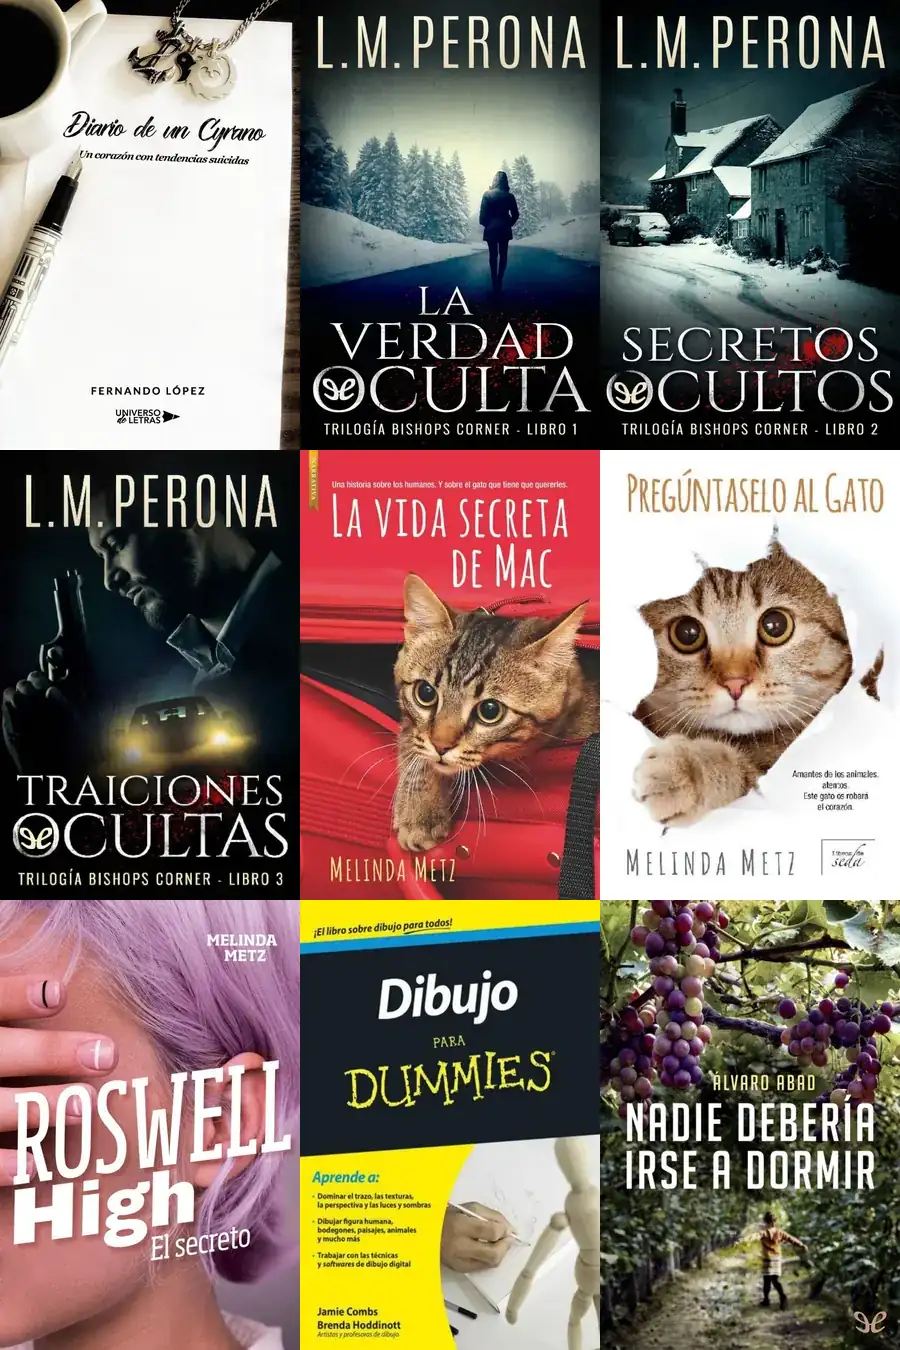 Diario de un Cyrano
Un corazón con tendencias suicidas
FERNANDO LÓPEZ
UNIVERSO
de LETRAS
L.M. PERONA
LA
VERDAD
OCULTA
TRILOGÍA BISHOPS CORNER - LIBRO 1
L.M. PERONA
SECRETOS
OCULTOS
TRILOGÍA BISHOPS CORNER - LIBRO 2
L.M. PERONA
TRAICIONES
OCULTAS
TRILOGÍA BISHOPS CORNER - LIBRO 3
NARRATIVA
Una historia sobre los humanos. Y sobre el gato que tiene que quererles.
LA VIDA SECRETA
DE MAC
MELINDA METZ
PREGÚNTASELO AL GATO
Amantes de los animales,
atentos.
Este gato os robará
el corazón.
MELINDA METZ
Libros de
seda
MELINDA
METZ
ROSWELL
High
El secreto
¡El libro sobre dibujo para todos!
Dibujo
PARA
DUMMIES
Aprende a:
• Dominar el trazo, las texturas,
la perspectiva y las luces y sombras
• Dibujar figura humana,
bodegones, paisajes, animales
y mucho más
• Trabajar con las técnicas
y softwares de dibujo digital
Jamie Combs
Brenda Hoddinott
Artistas y profesoras de dibujo
ÁLVARO ABAD
NADIE DEBERÍA
IRSE A DORMIR